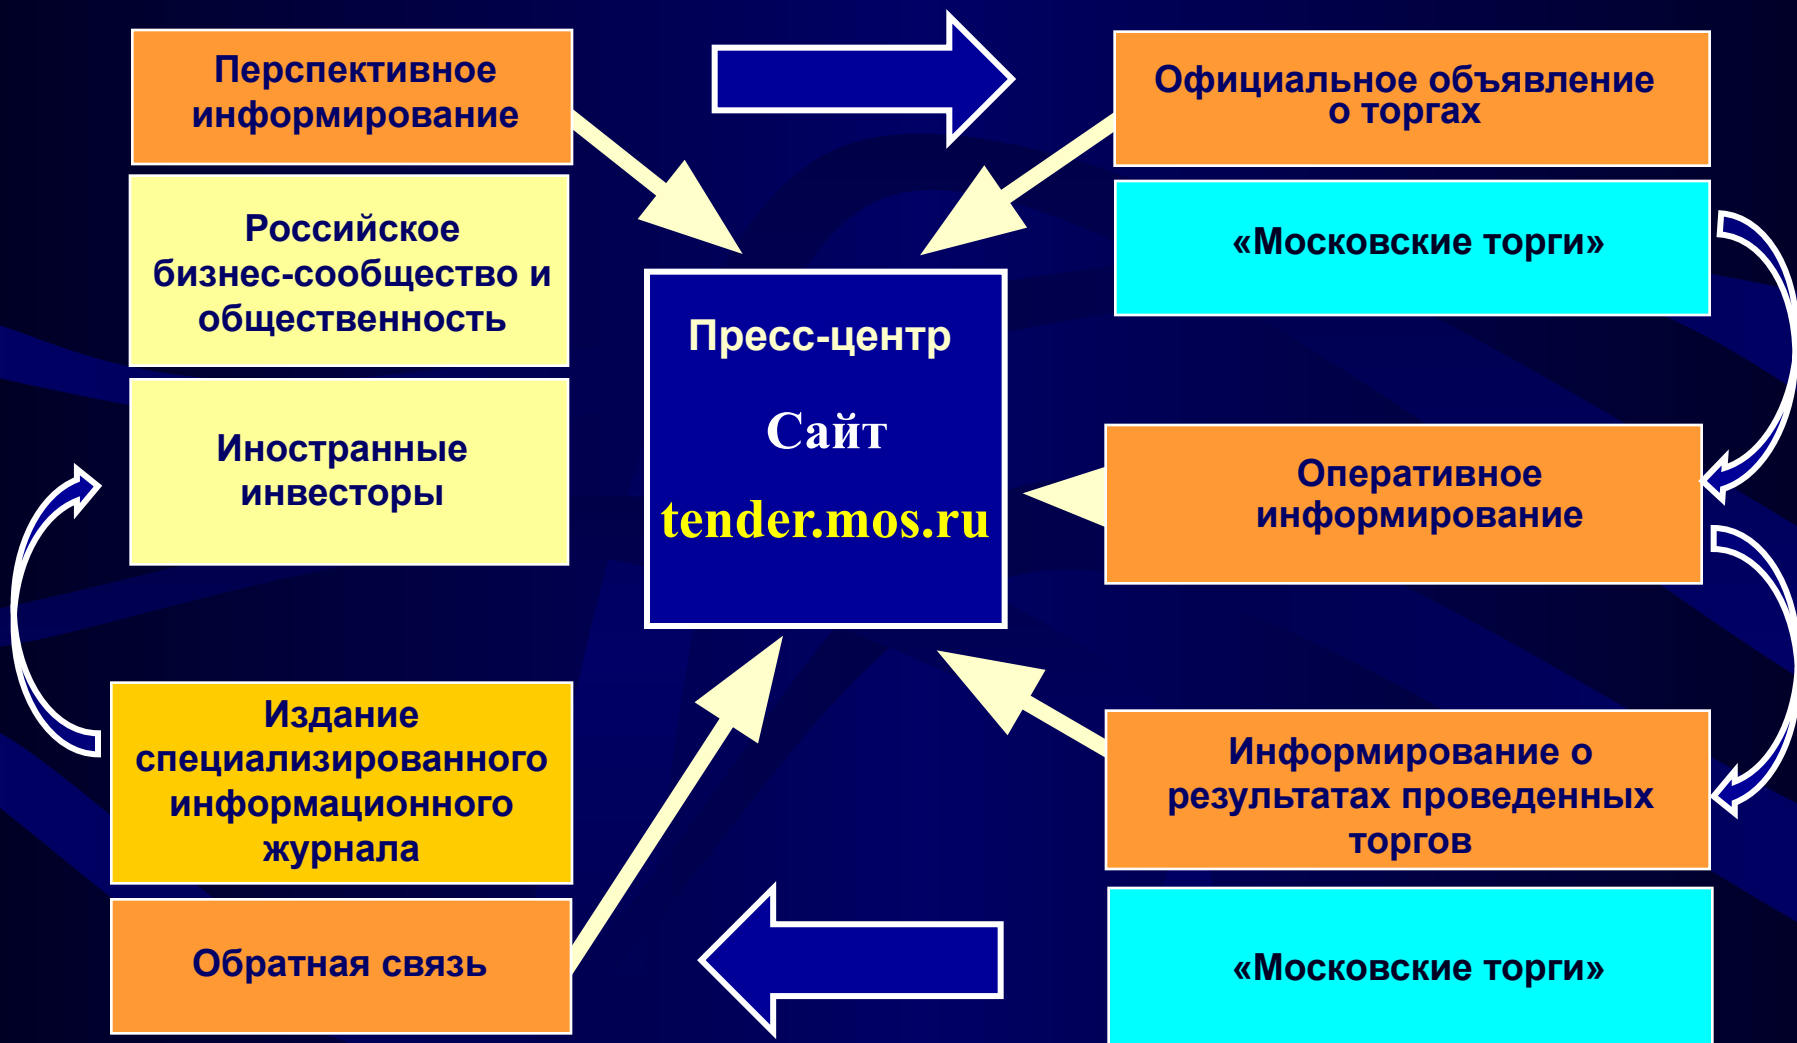 Перспективное
информирование
Российское
бизнес-сообщество и
общественность
Иностранные
инвесторы
Издание
специализированного
информационного
журнала
Обратная связь
Пресс-центр
Сайт
tender.mos.ru
Официальное объявление
о торгах
«Московские торги»
Оперативное
информирование
Информирование о
результатах проведенных
торгов
«Московские торги»